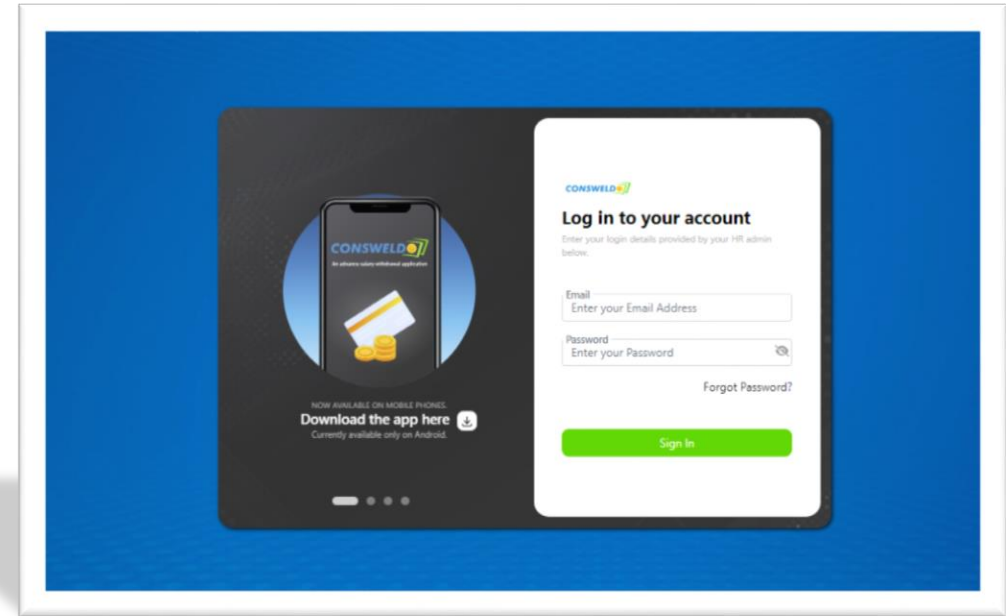 CONSWELDO
An advance salary withdrawal application
NOW AVAILABLE ON MOBILE PHONES.
Download the app here
Currently available only on Android.
CONSWELDO
Log in to your account
Enter your login details provided by your HR admin
below.
Email
Enter your Email Address
Password
Enter your Password
Forgot Password?
Sign In